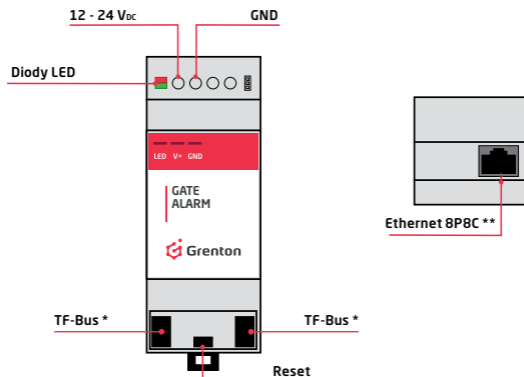 12 - 24 VDC
GND
Diody LED
LED V+ GND
GATE
ALARM
Grenton
Ethernet 8P8C **
TF-Bus *
TF-Bus *
Reset